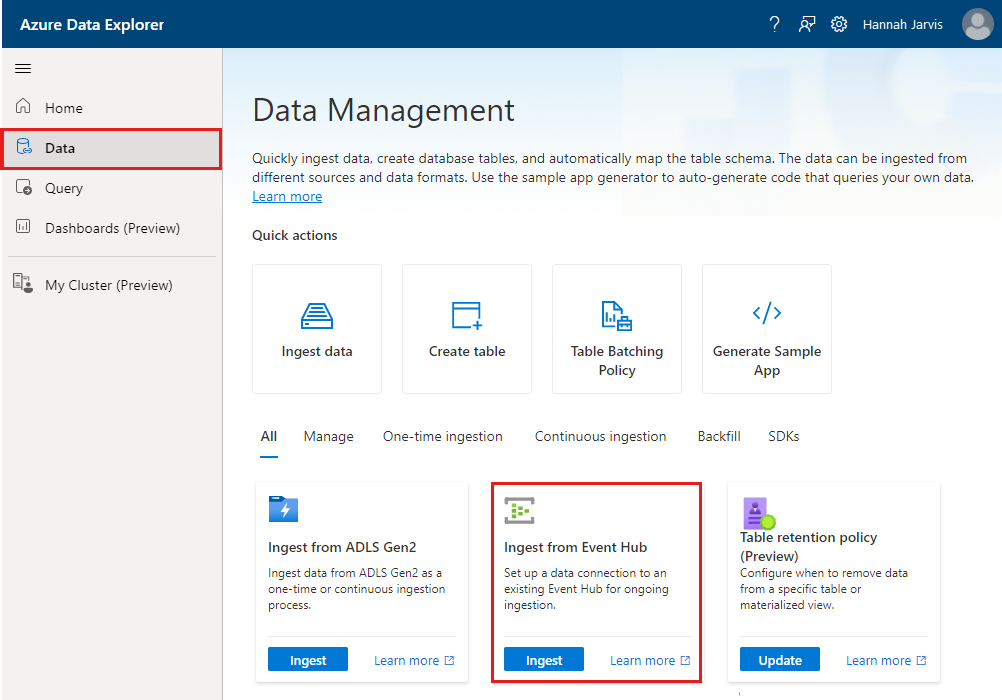 Azure Data Explorer
?
Hannah Jarvis
Home
Data
Query
Dashboards (Preview)
My Cluster (Preview)
Data Management
Quickly ingest data, create database tables, and automatically map the table schema. The data can be ingested from
different sources and data formats. Use the sample app generator to auto-generate code that queries your own data.
Learn more
Quick actions
Ingest data
Create table
Table Batching
Policy
</>
Generate Sample
App
All Manage One-time ingestion Continuous ingestion Backfill SDKs
Ingest from ADLS Gen2
Ingest data from ADLS Gen2 as a
one-time or continuous ingestion
process.
Ingest Learn more
Ingest from Event Hub
Set up a data connection to an
existing Event Hub for ongoing
ingestion.
Ingest Learn more
Table retention policy
(Preview)
Configure when to remove data
from a specific table or
materialized view.
Update Learn more